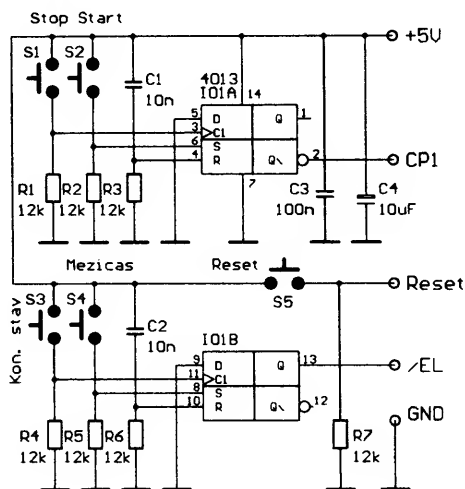 Stop Start
+5V
S1 S2 C1
10n
4013
IO1A
14
5 D Q 1
3 C1
6 S
4 R Q\ 2
CP1
7
R1 R2 R3
12k 12k 12k
C3
100n
C4
10uF
Mezicas Reset
S5
Reset
Kon. stav
S3 S4
C2
10n
IO1B
9 D Q 13
/EL
11 C1
8 S
10 R Q\ 12
GND
R4 R5 R6
12k 12k 12k
R7
12k